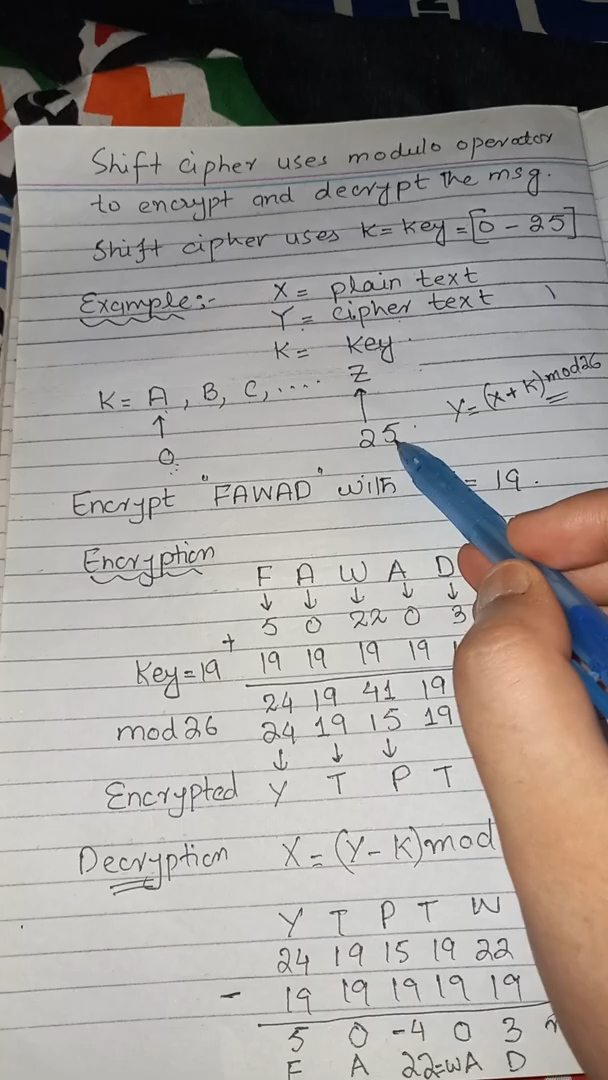 Shift cipher uses modulo operator
to encrypt and decrypt the msg.
Shift cipher uses K = Key = [0 - 25]
Example:-
X = plain text
Y = cipher text
K = Key.
K = A, B, C, .... Z
↑ ↑
0 25
Y = (X + K) mod 26
Encrypt "FAWAD" with = 19.
Encryption
F A W A D
↓ ↓ ↓ ↓ ↓
5 0 22 0 3
+
Key = 19 19 19 19 19
24 19 41 19
mod 26 24 19 15 19
↓ ↓ ↓
Encrypted Y T P T
Decryption X = (Y - K) mod
Y T P T W
24 19 15 19 22
- 19 19 19 19 19
5 0 -4 0 3
F A 22=W A D